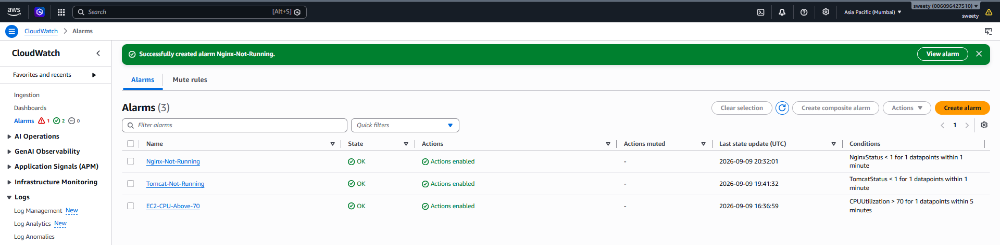 aws
Search [Alt+S]
Asia Pacific (Mumbai)
sweety (006096427510)
sweety
CloudWatch
Alarms
CloudWatch
Favorites and recents
Ingestion
Dashboards
Alarms 1 2 0
AI Operations
GenAI Observability
Application Signals (APM)
Infrastructure Monitoring
Logs
Log Management New
Log Analytics New
Log Anomalies
Successfully created alarm Nginx-Not-Running.
View alarm
Alarms
Mute rules
Alarms (3)
Clear selection
Create composite alarm
Actions
Create alarm
Filter alarms
Quick filters
1
Name State Actions Actions muted Last state update (UTC) Conditions
Nginx-Not-Running OK Actions enabled - 2026-09-09 20:32:01 NginxStatus < 1 for 1 datapoints within 1
minute
Tomcat-Not-Running OK Actions enabled - 2026-09-09 19:41:32 TomcatStatus < 1 for 1 datapoints within 1
minute
EC2-CPU-Above-70 OK Actions enabled - 2026-09-09 16:36:59 CPUUtilization > 70 for 1 datapoints within 5
minutes